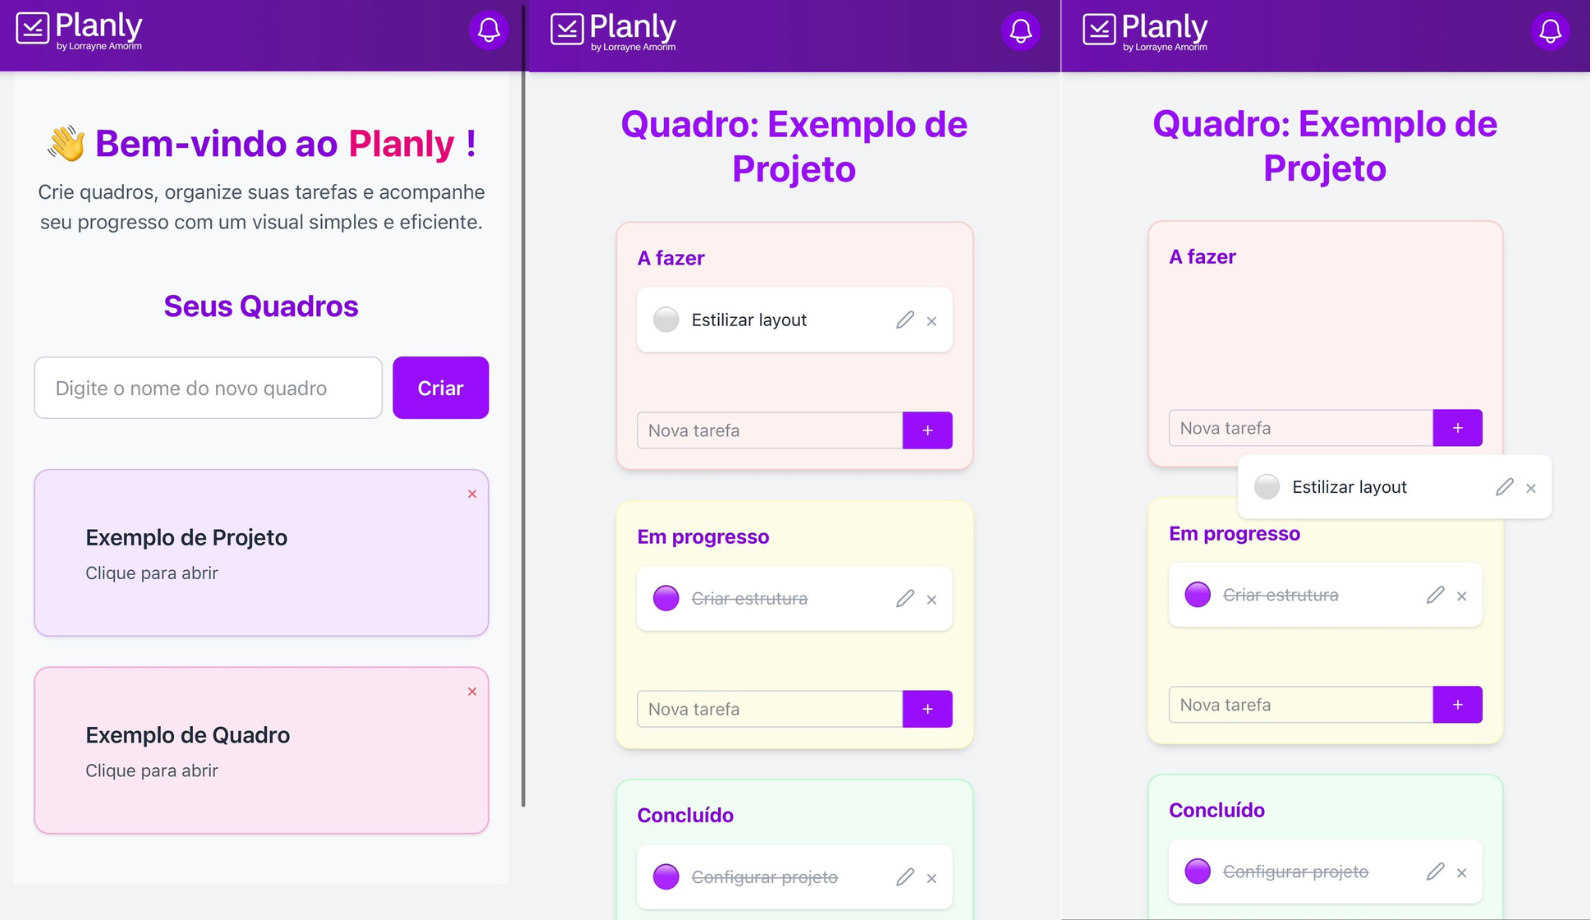 Planly
by Lorrayne Amorim
👋 Bem-vindo ao Planly !
Crie quadros, organize suas tarefas e acompanhe
seu progresso com um visual simples e eficiente.
Seus Quadros
Digite o nome do novo quadro
Criar
×
Exemplo de Projeto
Clique para abrir
×
Exemplo de Quadro
Clique para abrir
Planly
by Lorrayne Amorim
Quadro: Exemplo de
Projeto
A fazer
Estilizar layout ×
Nova tarefa +
Em progresso
Criar estrutura ×
Nova tarefa +
Concluído
Configurar projeto ×
Planly
by Lorrayne Amorim
Quadro: Exemplo de
Projeto
A fazer
Nova tarefa +
Estilizar layout ×
Em progresso
Criar estrutura ×
Nova tarefa +
Concluído
Configurar projeto ×